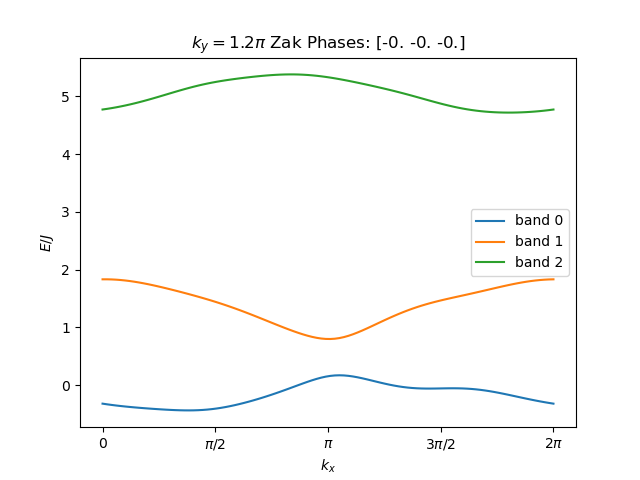 $k_y = 1.2\pi$ Zak Phases: [-0. -0. -0.]
5
4
3
2
1
0
E/J
band 0
band 1
band 2
0
π/2
π
3π/2
2π
$k_x$